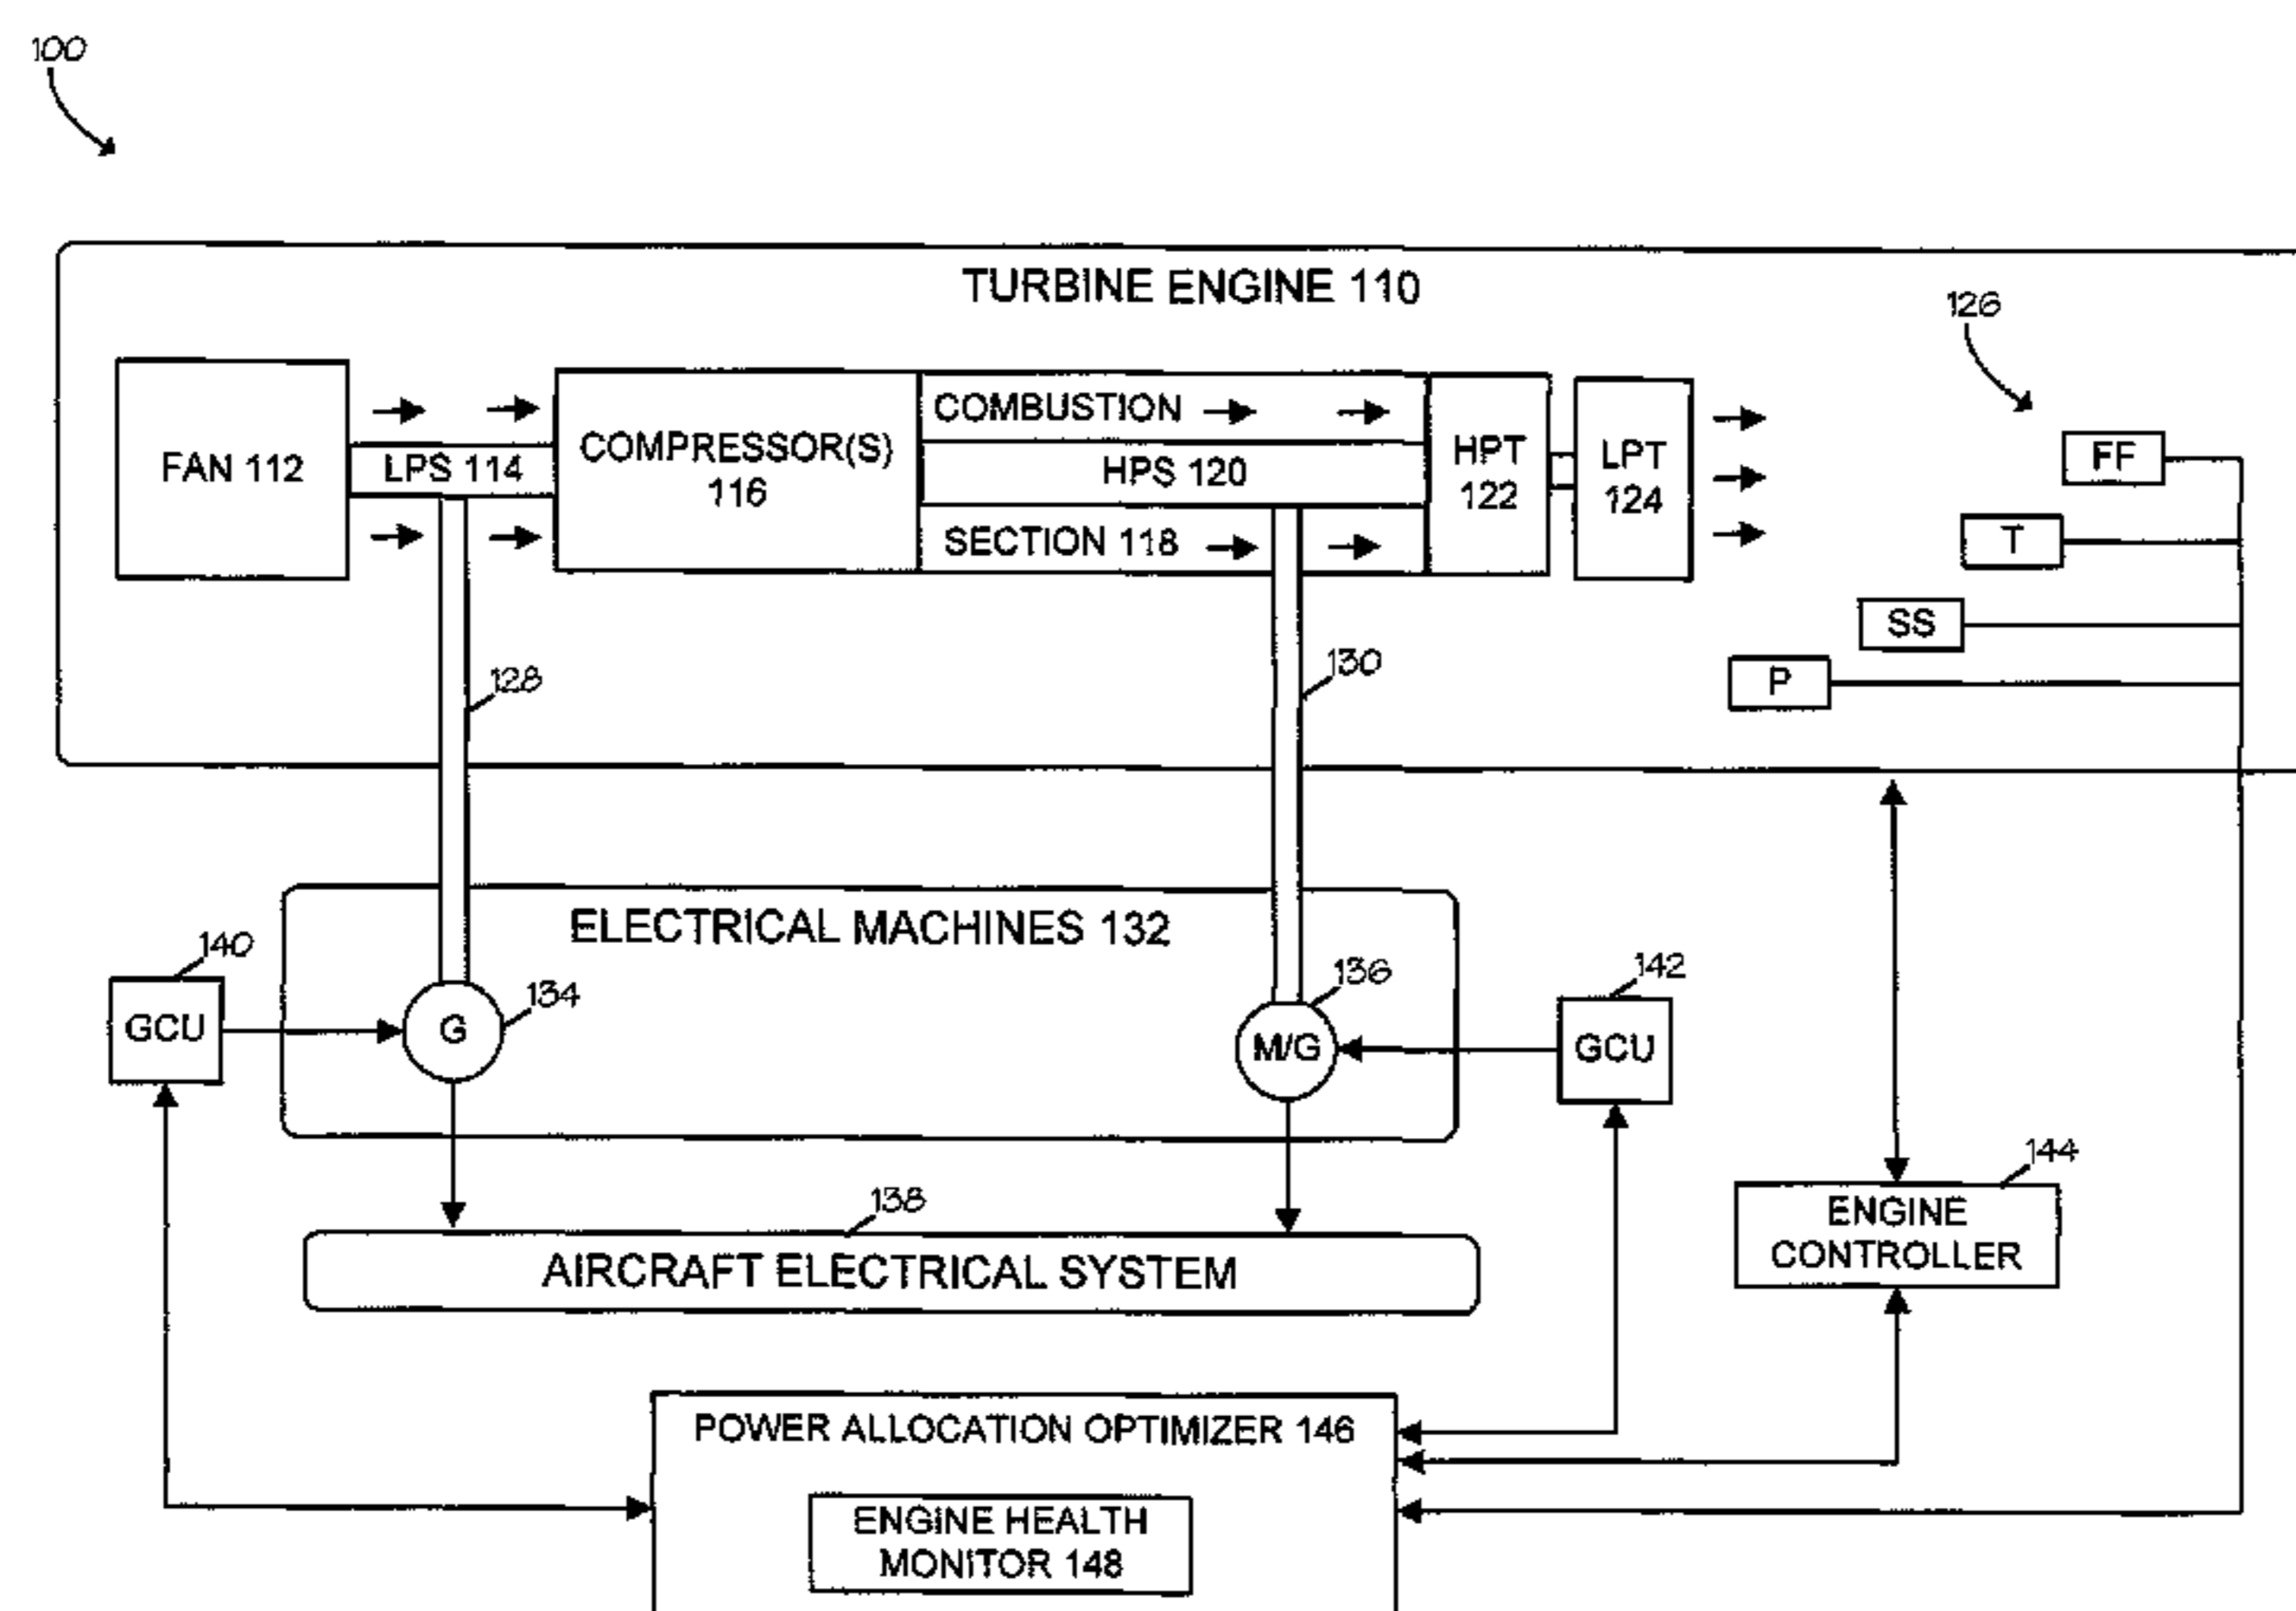 100
TURBINE ENGINE 110
126
FAN 112
LPS 114
COMPRESSOR(S)
116
COMBUSTION
HPS 120
SECTION 118
HPT
122
LPT
124
FF
T
SS
P
128
130
ELECTRICAL MACHINES 132
140
GCU
134
G
136
M/G
142
GCU
138
AIRCRAFT ELECTRICAL SYSTEM
144
ENGINE
CONTROLLER
POWER ALLOCATION OPTIMIZER 146
ENGINE HEALTH
MONITOR 148